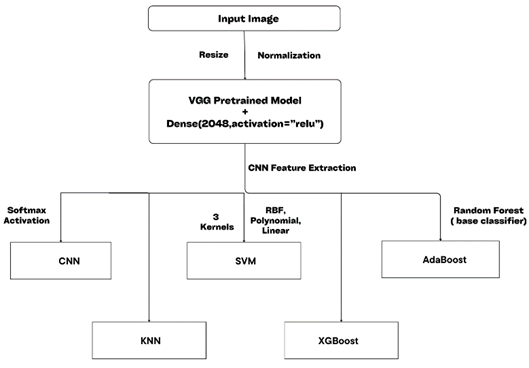 Input Image
Resize Normalization
VGG Pretrained Model
+
Dense(2048,activation="relu")
CNN Feature Extraction
Softmax
Activation
3
Kernels
RBF,
Polynomial,
Linear
Random Forest
( base classifier)
CNN
SVM
AdaBoost
KNN
XGBoost